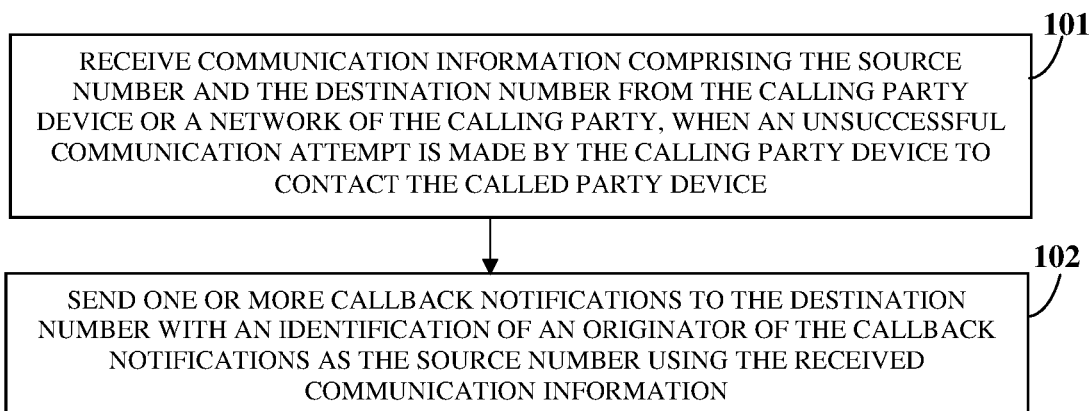 101
RECEIVE COMMUNICATION INFORMATION COMPRISING THE SOURCE
NUMBER AND THE DESTINATION NUMBER FROM THE CALLING PARTY
DEVICE OR A NETWORK OF THE CALLING PARTY, WHEN AN UNSUCCESSFUL
COMMUNICATION ATTEMPT IS MADE BY THE CALLING PARTY DEVICE TO
CONTACT THE CALLED PARTY DEVICE
102
SEND ONE OR MORE CALLBACK NOTIFICATIONS TO THE DESTINATION
NUMBER WITH AN IDENTIFICATION OF AN ORIGINATOR OF THE CALLBACK
NOTIFICATIONS AS THE SOURCE NUMBER USING THE RECEIVED
COMMUNICATION INFORMATION